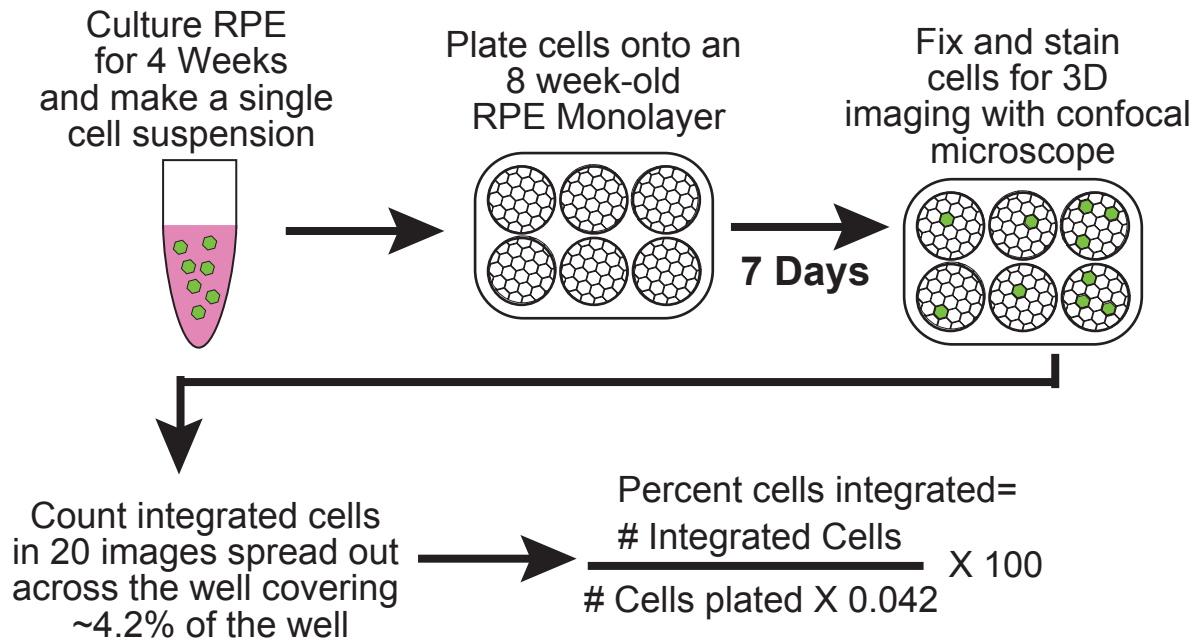 Culture RPE
for 4 Weeks
and make a single
cell suspension
Plate cells onto an
8 week-old
RPE Monolayer
7 Days
Fix and stain
cells for 3D
imaging with confocal
microscope
Count integrated cells
in 20 images spread out
across the well covering
~4.2% of the well
Percent cells integrated=
# Integrated Cells
# Cells plated X 0.042
X 100